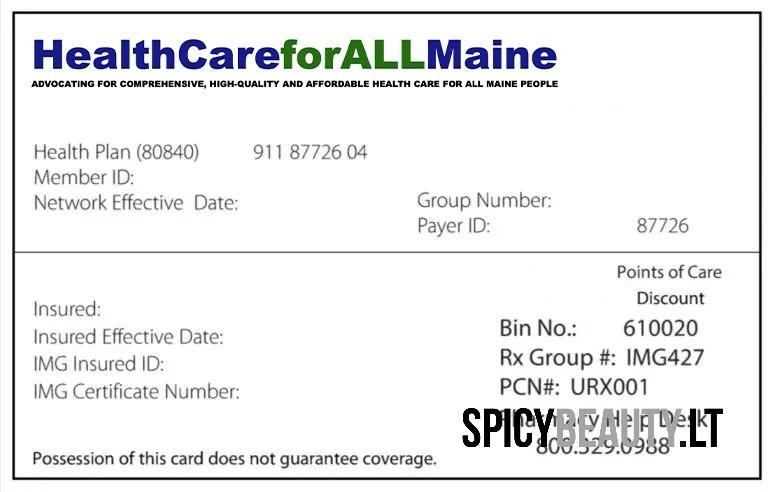 HealthCareforALLMaine
ADVOCATING FOR COMPREHENSIVE, HIGH-QUALITY AND AFFORDABLE HEALTH CARE FOR ALL MAINE PEOPLE
Health Plan (80840) 911 87726 04
Member ID:
Network Effective Date:
Group Number:
Payer ID: 87726
Points of Care
Discount
Insured:
Insured Effective Date:
IMG Insured ID:
IMG Certificate Number:
Bin No.: 610020
Rx Group #: IMG427
PCN#: URX001
Pharmacy Help Desk
SPICYBEAUTY.LT
800.329.0988
Possession of this card does not guarantee coverage.